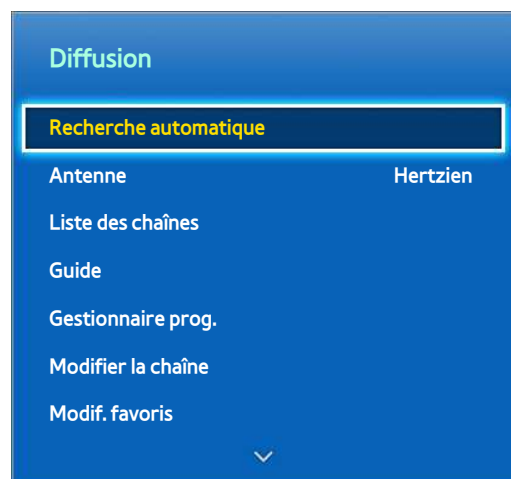 Diffusion
Recherche automatique
Antenne Hertzien
Liste des chaînes
Guide
Gestionnaire prog.
Modifier la chaîne
Modif. favoris